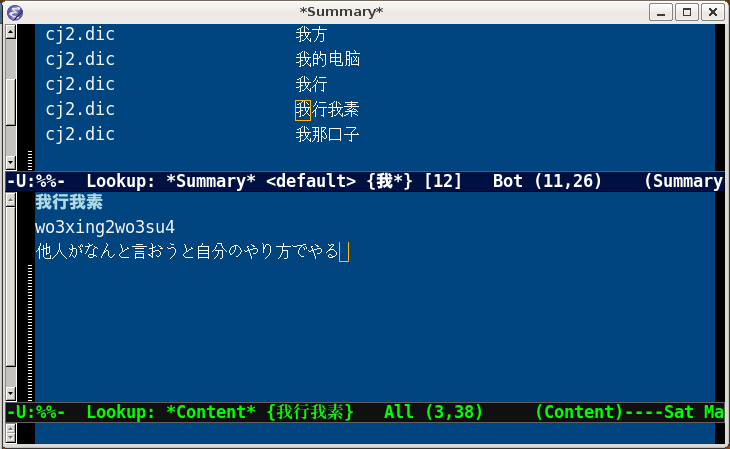 *Summary*
cj2.dic 我方
cj2.dic 我的电脑
cj2.dic 我行
cj2.dic 我行我素
cj2.dic 我那口子
-U:%%-  Lookup: *Summary* <default> {我*} [12]   Bot (11,26)    (Summary
我行我素
wo3xing2wo3su4
他人がなんと言おうと自分のやり方でやる
-U:%%-  Lookup: *Content* {我行我素}   All (3,38)     (Content)----Sat Ma